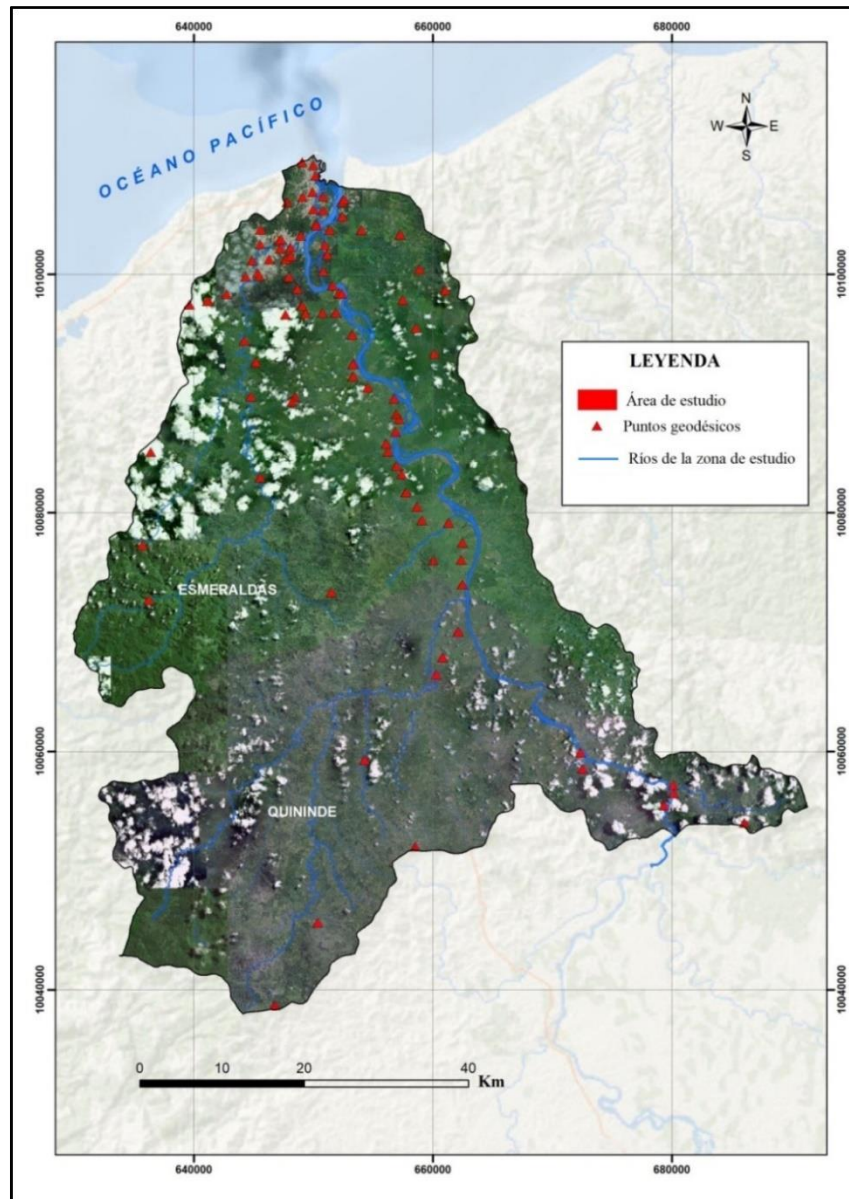 640000 660000 680000
OCÉANO PACÍFICO
N
W E
S
10100000 10100000
LEYENDA
Área de estudio
Puntos geodésicos
Ríos de la zona de estudio
10080000 10080000
ESMERALDAS
10060000 10060000
QUININDE
10040000 10040000
0 20 40
10
Km
640000 660000 680000